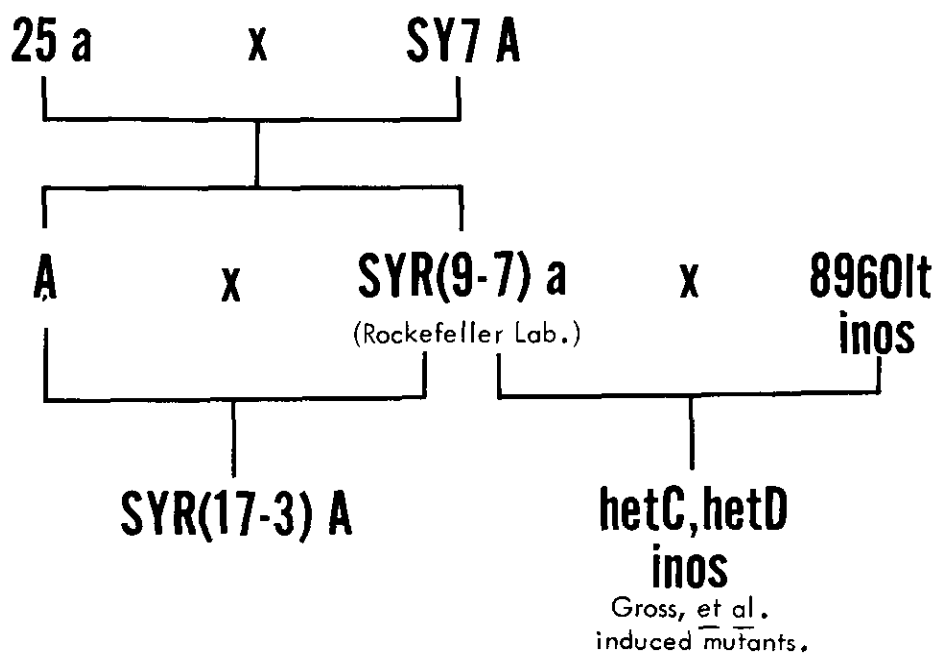 25 a x SY7 A
A x SYR(9-7) a x 8960lt
(Rockefeller Lab.) inos
SYR(17-3) A hetC,hetD
inos
Gross, et al.
induced mutants.